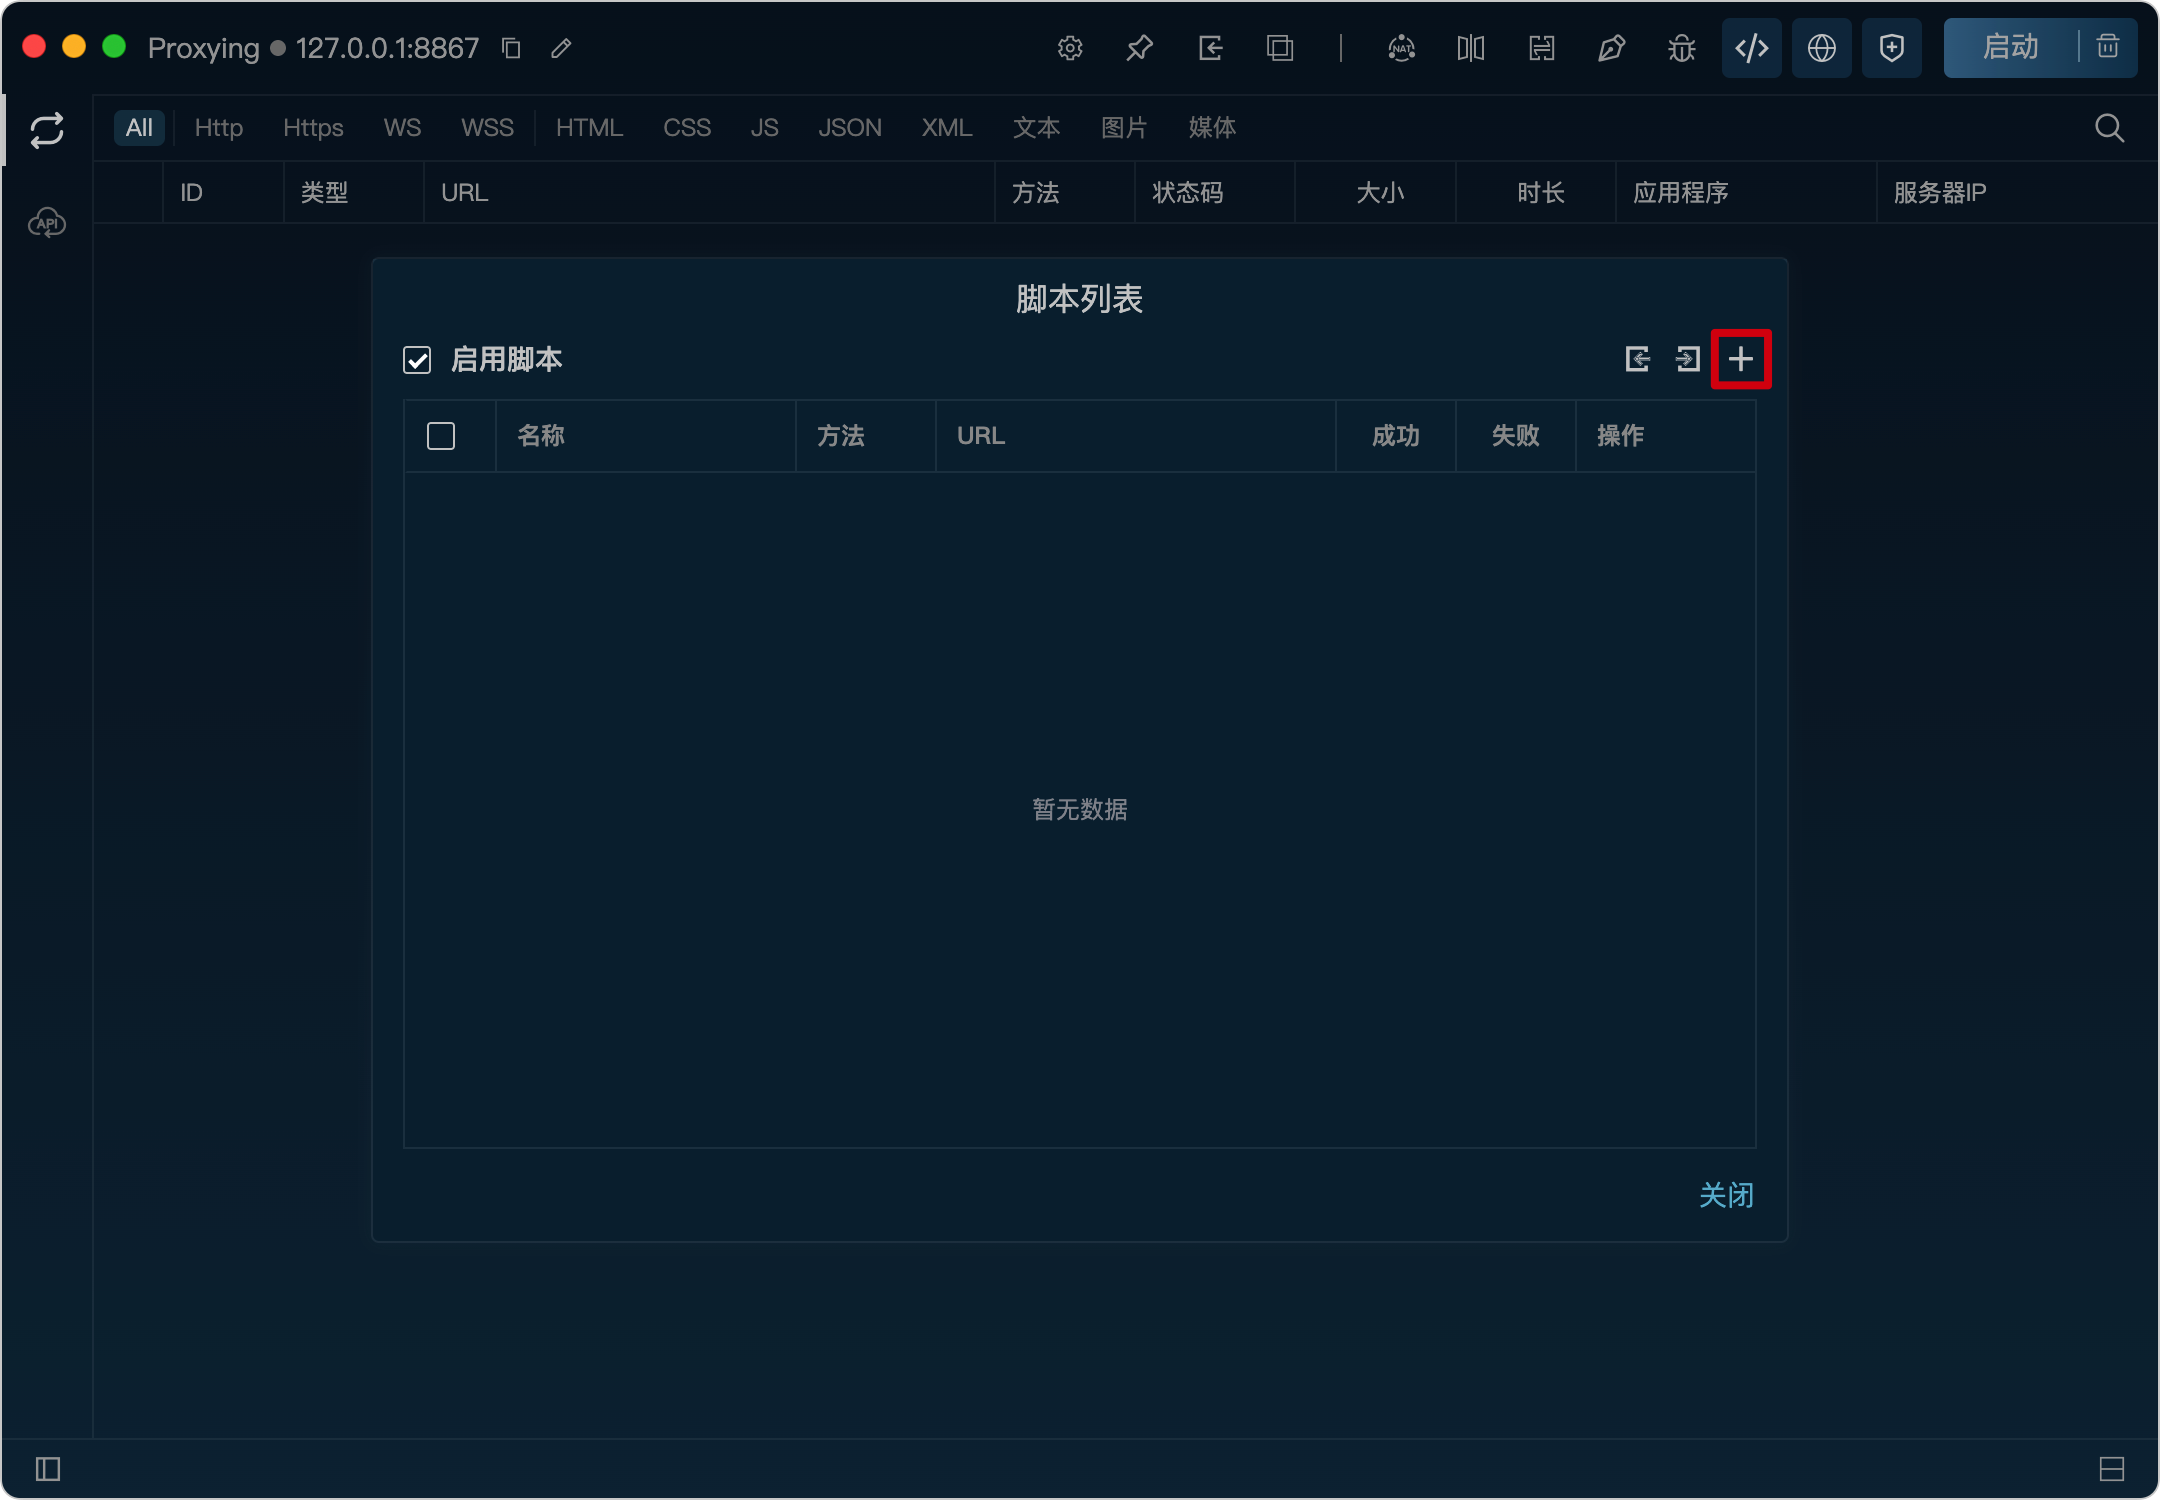 Proxying 127.0.0.1:8867 NAT 启动
All Http Https WS WSS HTML CSS JS JSON XML 文本 图片 媒体
ID 类型 URL 方法 状态码 大小 时长 应用程序 服务器IP
API
脚本列表
启用脚本
名称 方法 URL 成功 失败 操作
暂无数据
关闭